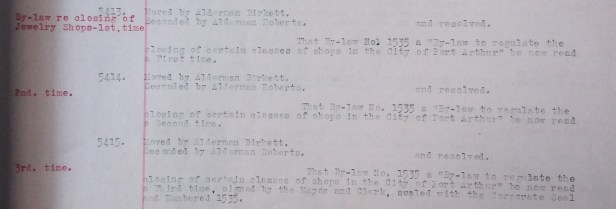 5413. Moved by Alderman Birkett.
By-law re closing of Seconded by Alderman Roberts. and resolved.
Jewelry Shops-1st.time
That By-law No. 1535 a "By-law to regulate the
closing of certain classes of shops in the City of Port Arthur" be now read
a First time.
5414. Moved by Alderman Birkett.
Seconded by Alderman Roberts. and resolved.
2nd. time.
That By-law No. 1535 a "By-law to regulate the
closing of certain classes of shops in the City of Port Arthur" be now read
a Second time.
5415. Moved by Alderman Birkett.
Seconded by Alderman Roberts. and resolved.
3rd. time.
That By-law No. 1535 a "By-law to regulate the
closing of certain classes of shops in the City of Port Arthur" be now read
a Third time, signed by the Mayor and Clerk, sealed with the Corporate Seal
and Numbered 1535.